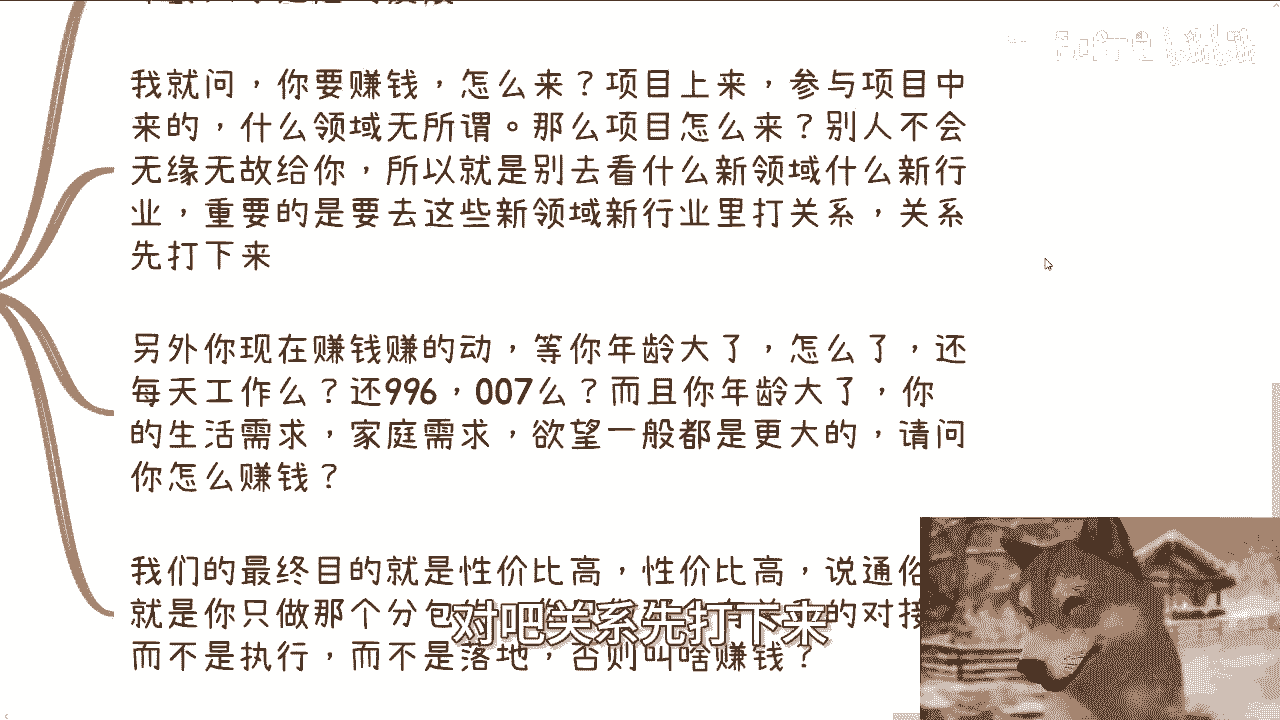 我就问，你要赚钱，怎么来？项目上来，参与项目中
来的，什么领域无所谓。那么项目怎么来？别人不会
无缘无故给你，所以就是别去看什么新领域什么新行
业，重要的是要去这些新领域新行业里打关系，关系
先打下来
另外你现在赚钱赚的动，等你年龄大了，怎么了，还
每天工作么？还996，007么？而且你年龄大了，你
的生活需求，家庭需求，欲望一般都是更大的，请问
你怎么赚钱？
我们的最终目的就是性价比高，性价比高，说通俗
就是你只做那个分包 的对接
而不是执行，而不是落地，否则叫啥赚钱？
对吧关系先打下来